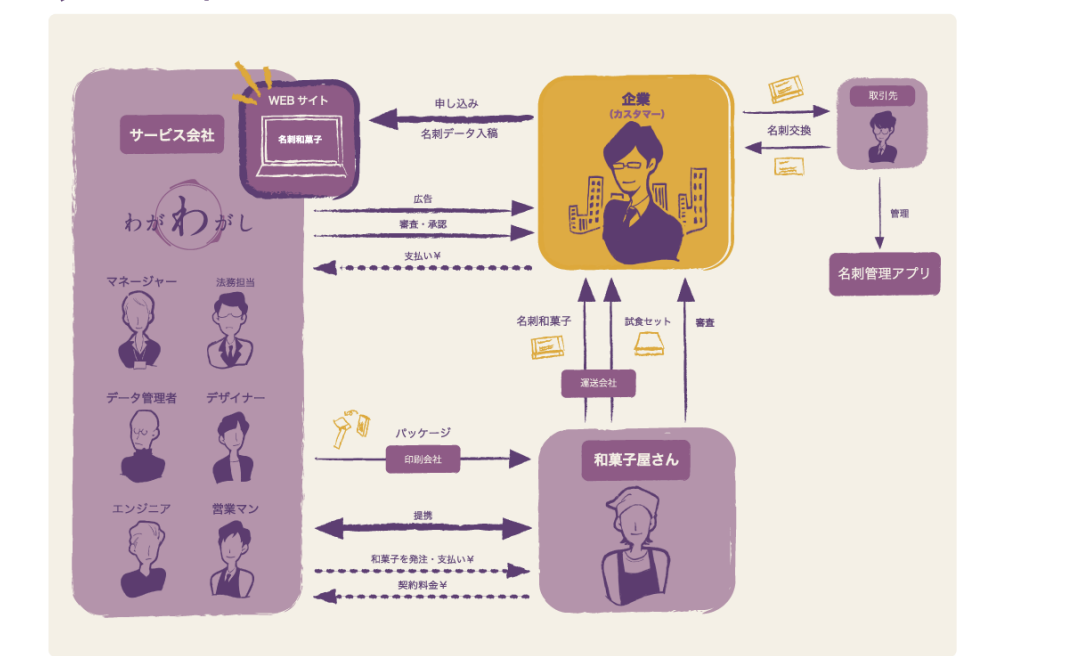 サービス会社
WEBサイト
名刺和菓子
わがわがし
マネージャー
法務担当
データ管理者
デザイナー
エンジニア
営業マン
申し込み
名刺データ入稿
広告
審査・承認
支払い¥
企業
(カスタマー)
名刺交換
取引先
管理
名刺管理アプリ
名刺和菓子
試食セット
審査
運送会社
パッケージ
印刷会社
和菓子屋さん
提携
和菓子を発注・支払い¥
契約料金¥